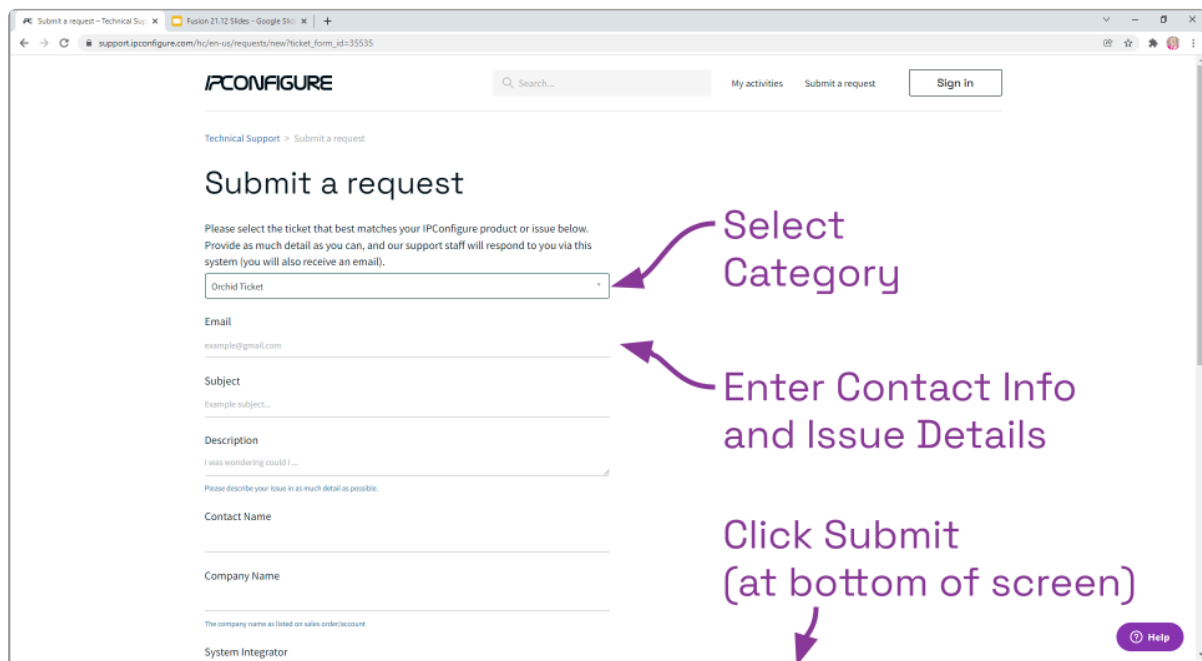 Submit a request – Technical Sup
Fusion 21.12 Slides - Google Slid
support.ipconfigure.com/hc/en-us/requests/new?ticket_form_id=35535
IPCONFIGURE
Search...
My activities
Submit a request
Sign in
Technical Support > Submit a request
Submit a request
Please select the ticket that best matches your IPConfigure product or issue below.
Provide as much detail as you can, and our support staff will respond to you via this
system (you will also receive an email).
Orchid Ticket
Select
Category
Email
example@gmail.com
Subject
Example subject...
Enter Contact Info
and Issue Details
Description
I was wondering could I ...
Please describe your issue in as much detail as possible.
Contact Name
Click Submit
(at bottom of screen)
Company Name
The company name as listed on sales order/account
Help
System Integrator